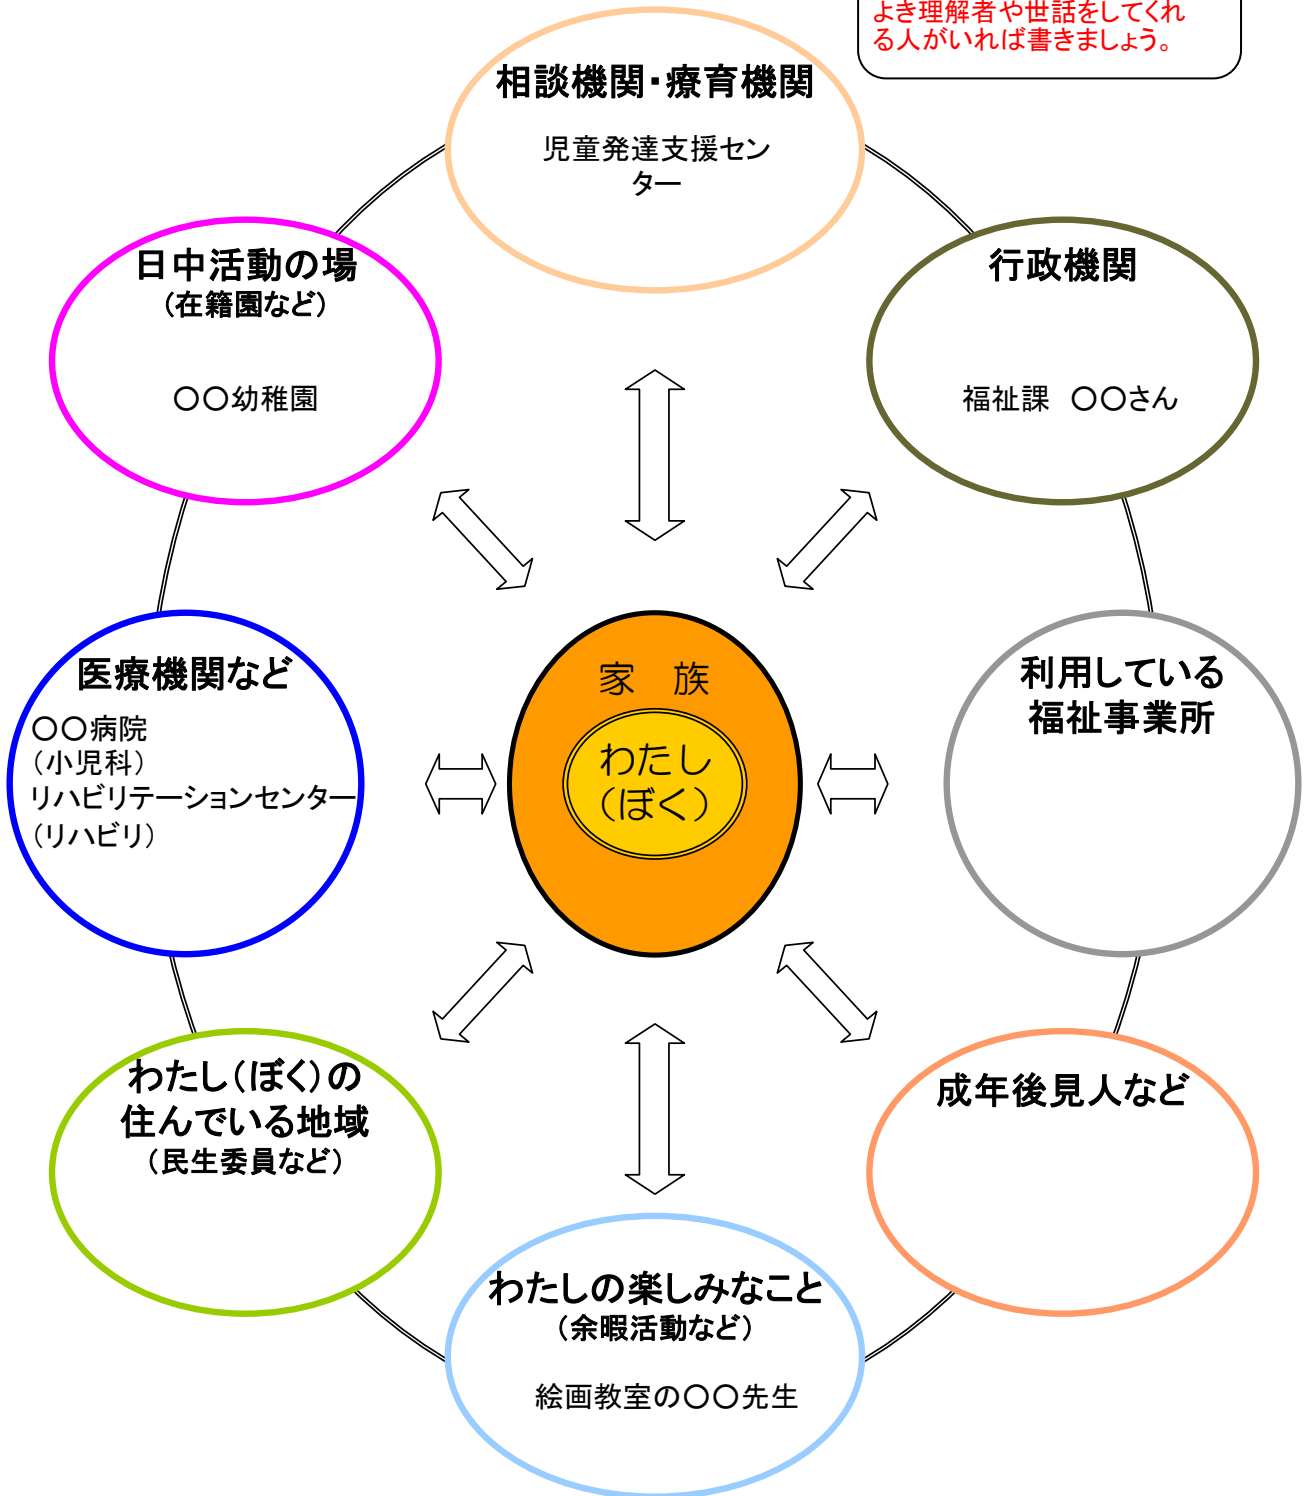 よき理解者や世話をしてくれ
る人がいれば書きましょう。
相談機関・療育機関
児童発達支援セン
ター
日中活動の場
（在籍園など）
〇〇幼稚園
行政機関
福祉課　〇〇さん
医療機関など
〇〇病院
（小児科）
リハビリテーションセンター
（リハビリ）
家　族
わたし
（ぼく）
利用している
福祉事業所
わたし（ぼく）の
住んでいる地域
（民生委員など）
成年後見人など
わたしの楽しみなこと
（余暇活動など）
絵画教室の〇〇先生